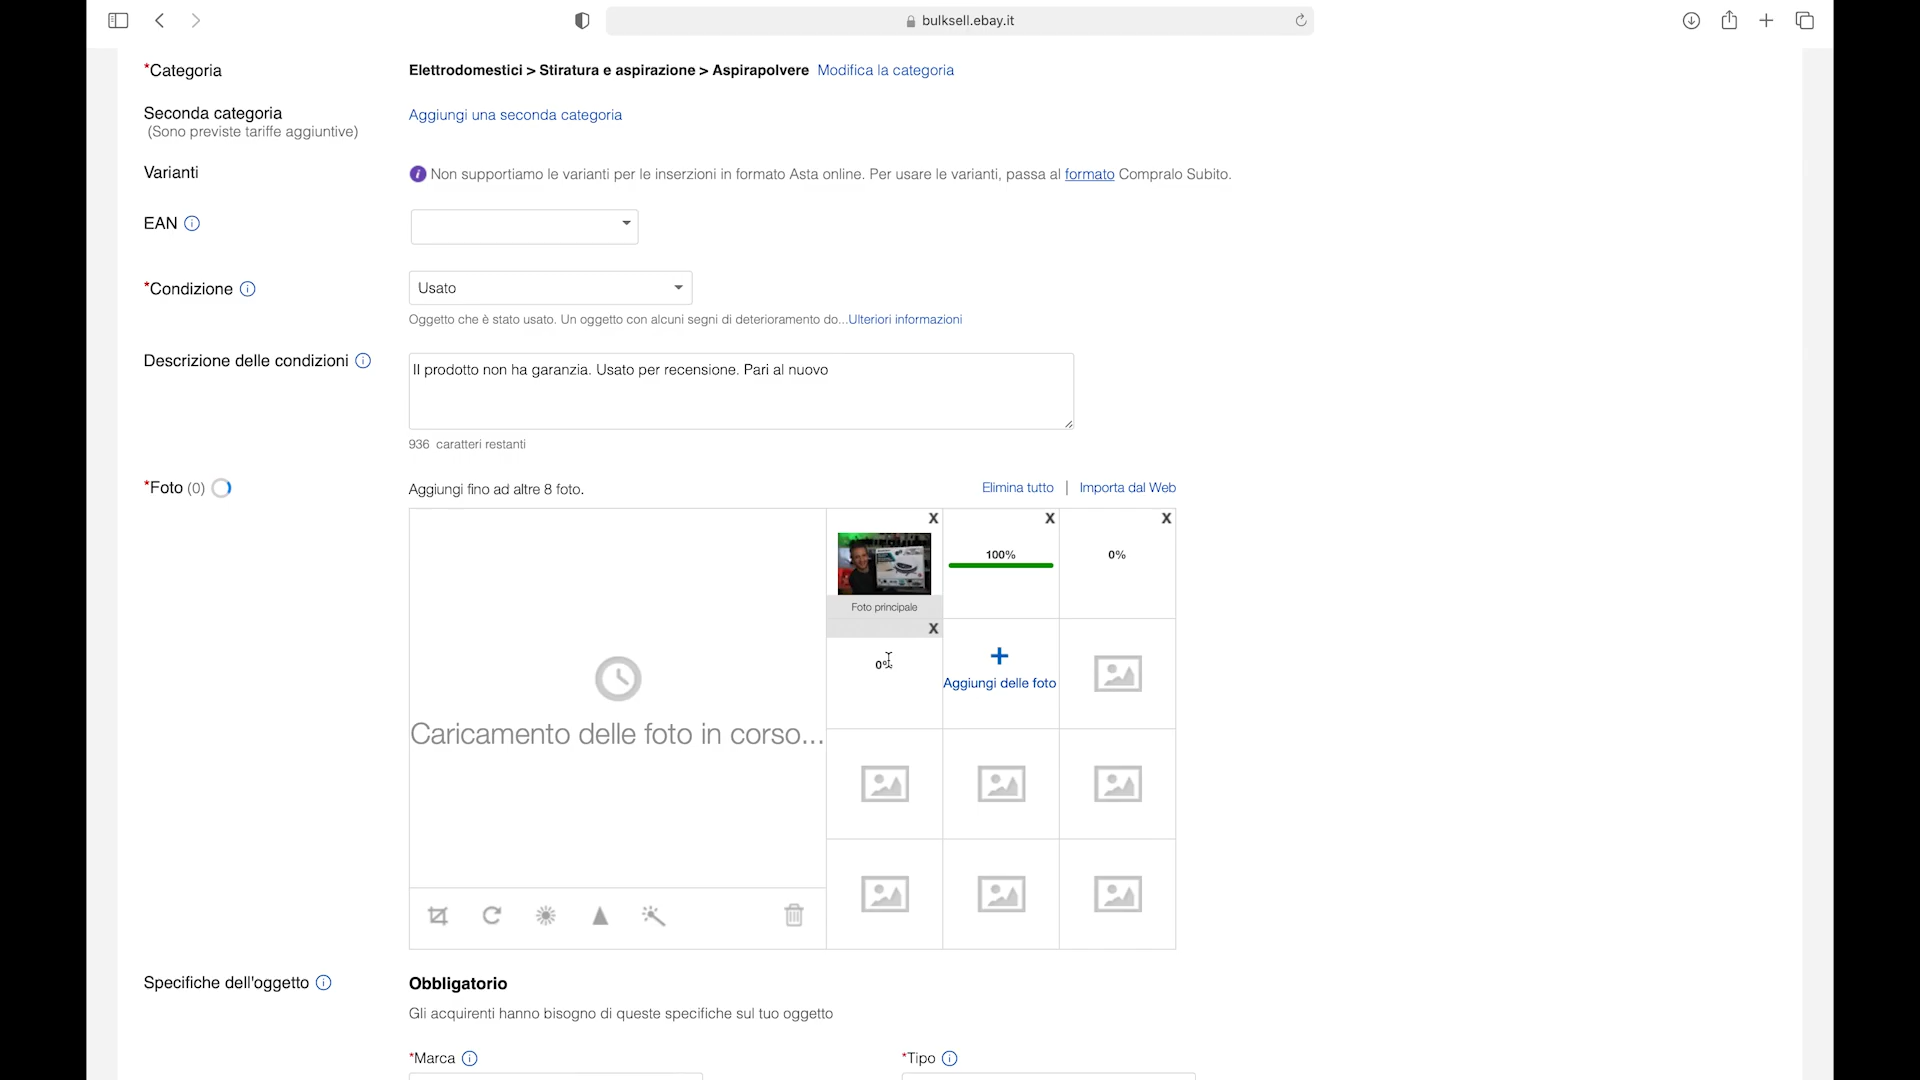 bulksell.ebay.it
*Categoria
Elettrodomestici > Stiratura e aspirazione > Aspirapolvere Modifica la categoria
Seconda categoria
(Sono previste tariffe aggiuntive)
Aggiungi una seconda categoria
Varianti
Non supportiamo le varianti per le inserzioni in formato Asta online. Per usare le varianti, passa al formato Compralo Subito.
EAN
*Condizione
Usato
Oggetto che è stato usato. Un oggetto con alcuni segni di deterioramento do...Ulteriori informazioni
Descrizione delle condizioni
Il prodotto non ha garanzia. Usato per recensione. Pari al nuovo
936 caratteri restanti
*Foto (0)
Aggiungi fino ad altre 8 foto.
Elimina tutto | Importa dal Web
X X X
100%
0%
Foto principale
X
0%
+
Aggiungi delle foto
Caricamento delle foto in corso...
Specifiche dell'oggetto
Obbligatorio
Gli acquirenti hanno bisogno di queste specifiche sul tuo oggetto
*Marca
*Tipo